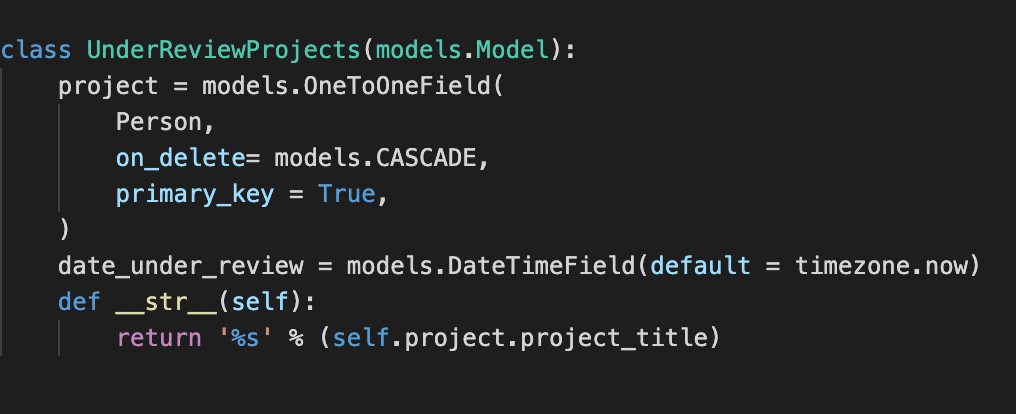 class UnderReviewProjects(models.Model):
    project = models.OneToOneField(
        Person,
        on_delete= models.CASCADE,
        primary_key = True,
    )
    date_under_review = models.DateTimeField(default = timezone.now)
    def __str__(self):
        return '%s' % (self.project.project_title)